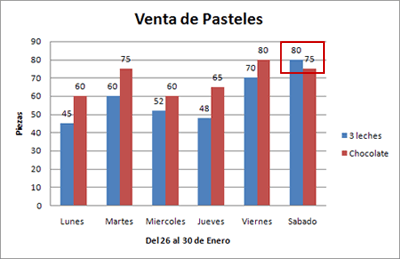 Venta de Pasteles
90
80
70
60
50
40
30
20
10
0
Piezas
45 60
60 75
52 60
48 65
70 80
80 75
Lunes Martes Miercoles Jueves Viernes Sabado
3 leches
Chocolate
Del 26 al 30 de Enero